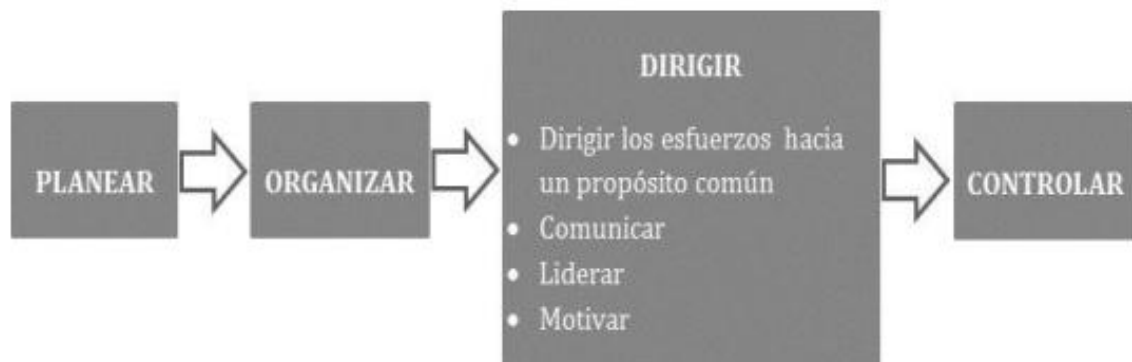 PLANEAR
ORGANIZAR
DIRIGIR
• Dirigir los esfuerzos hacia
un propósito común
• Comunicar
• Liderar
• Motivar
CONTROLAR